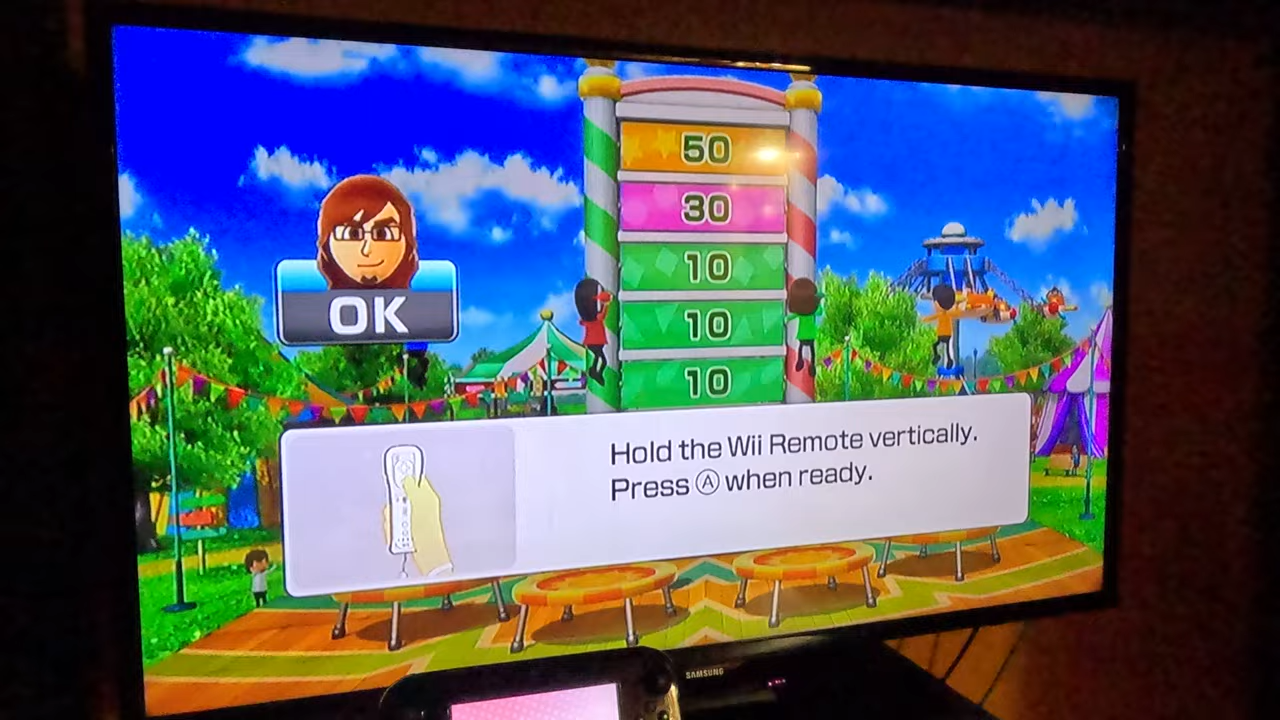 50
30
10
10
10
OK
Hold the Wii Remote vertically.
Press Ⓐ when ready.
SAMSUNG